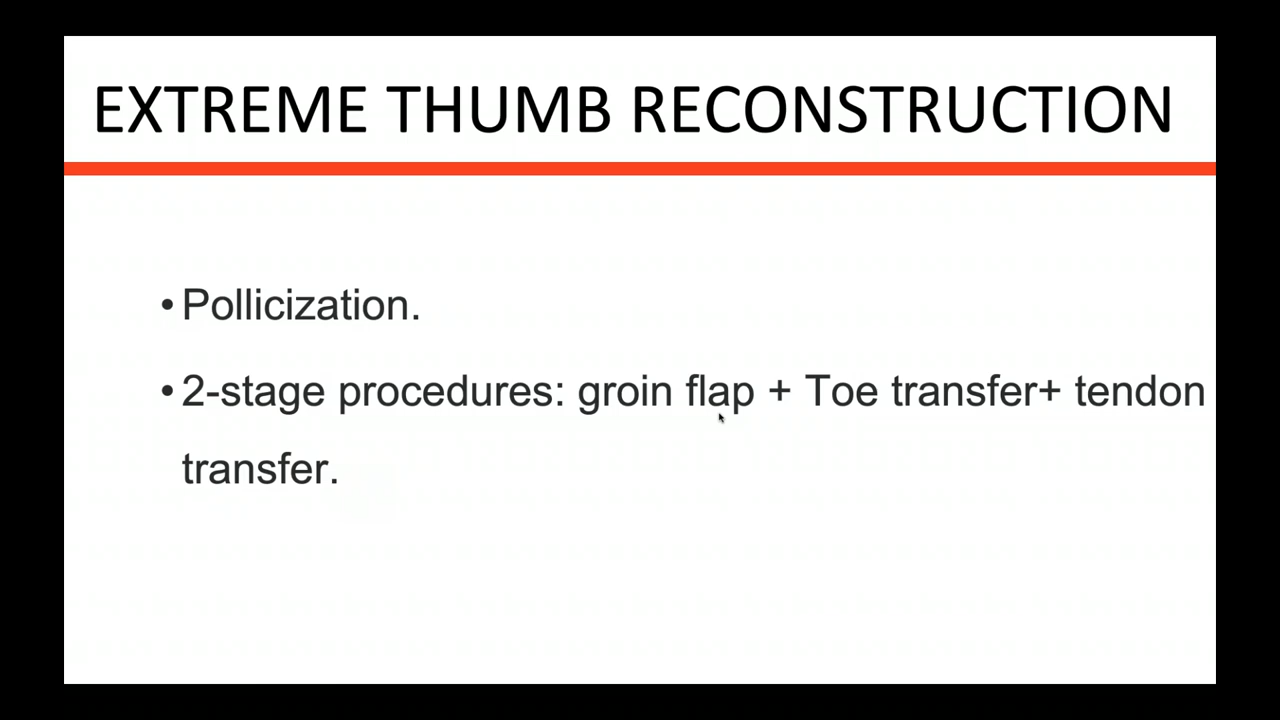 EXTREME THUMB RECONSTRUCTION
•Pollicization.
•2-stage procedures: groin flap + Toe transfer+ tendon
transfer.